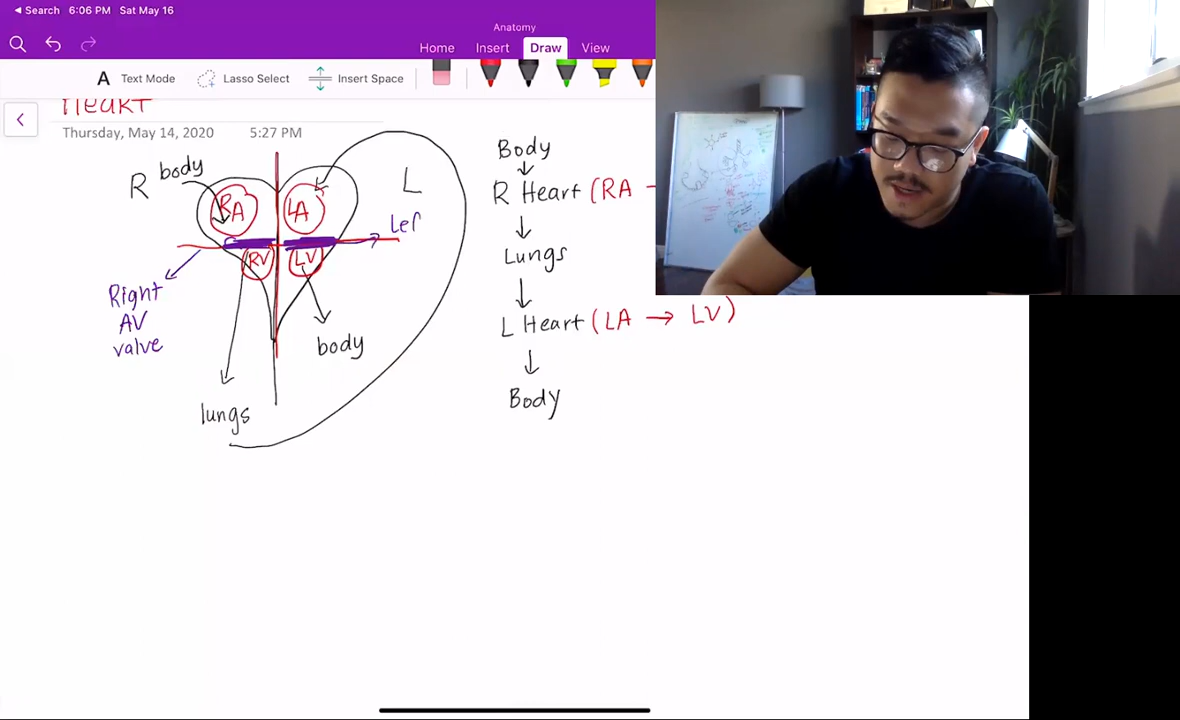 Search 6:06 PM Sat May 16
Anatomy
Home Insert Draw View
A Text Mode Lasso Select Insert Space
Heart
Thursday, May 14, 2020 5:27 PM
R body L
RA LA
Lef
RV LV
Right
AV
valve
body
lungs
Body
↓
R Heart (RA -
↓
Lungs
↓
L Heart (LA → LV)
↓
Body